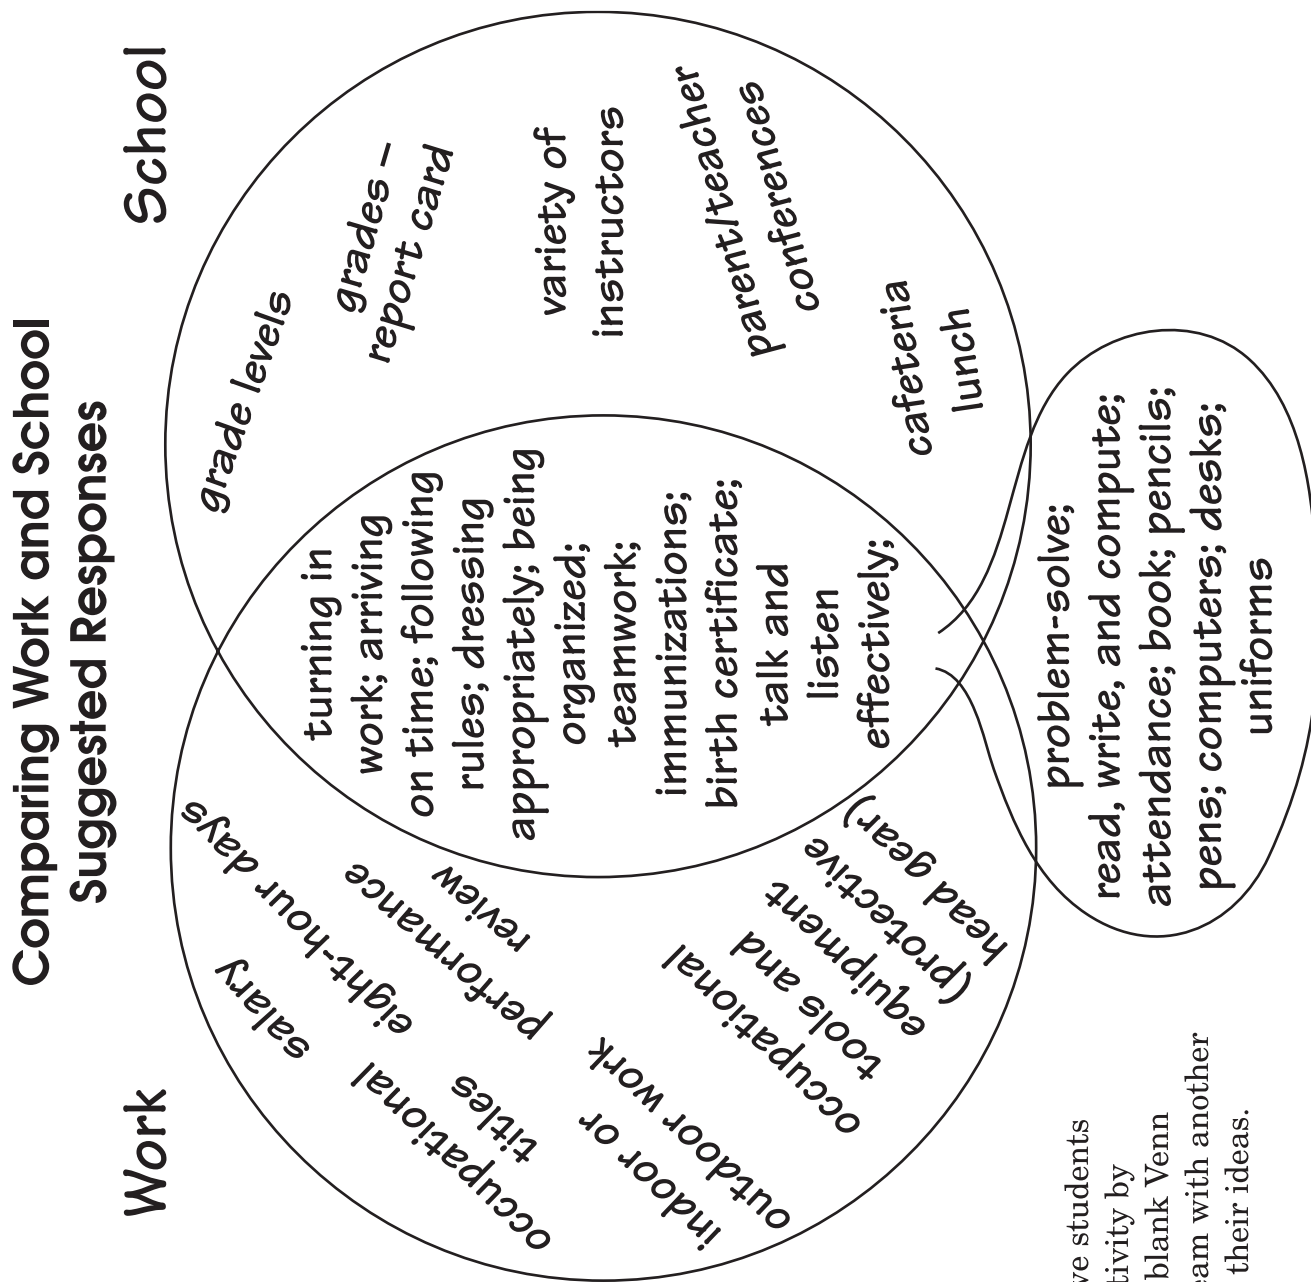 Comparing Work and School
Suggested Responses
Work
School
salary
eight-hour days
performance
review
occupational
titles
indoor or
outdoor work
occupational
tools and
equipment
(protective
head gear)
turning in
work; arriving
on time; following
rules; dressing
appropriately; being
organized;
teamwork;
immunizations;
birth certificate;
talk and
listen
effectively;
problem-solve;
read, write, and compute;
attendance; book; pencils;
pens; computers; desks;
uniforms
grade levels
grades –
report card
variety of
instructors
parent/teacher
conferences
cafeteria
lunch
students
by
blank Venn
with another
their ideas.